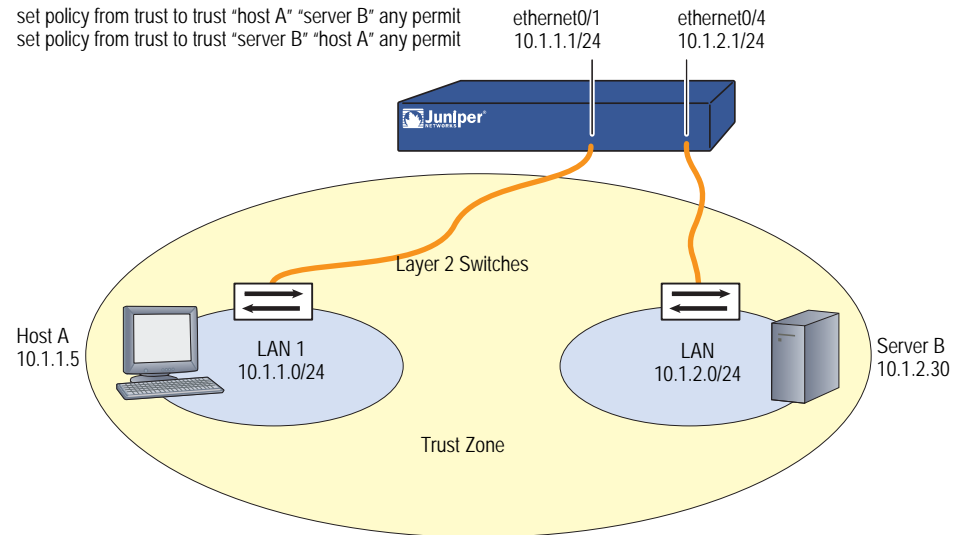 set policy from trust to trust “host A” “server B” any permit
set policy from trust to trust “server B” “host A” any permit
ethernet0/1
10.1.1.1/24
ethernet0/4
10.1.2.1/24
Juniper®
NETWORKS
Layer 2 Switches
Host A
10.1.1.5
LAN 1
10.1.1.0/24
LAN
10.1.2.0/24
Server B
10.1.2.30
Trust Zone